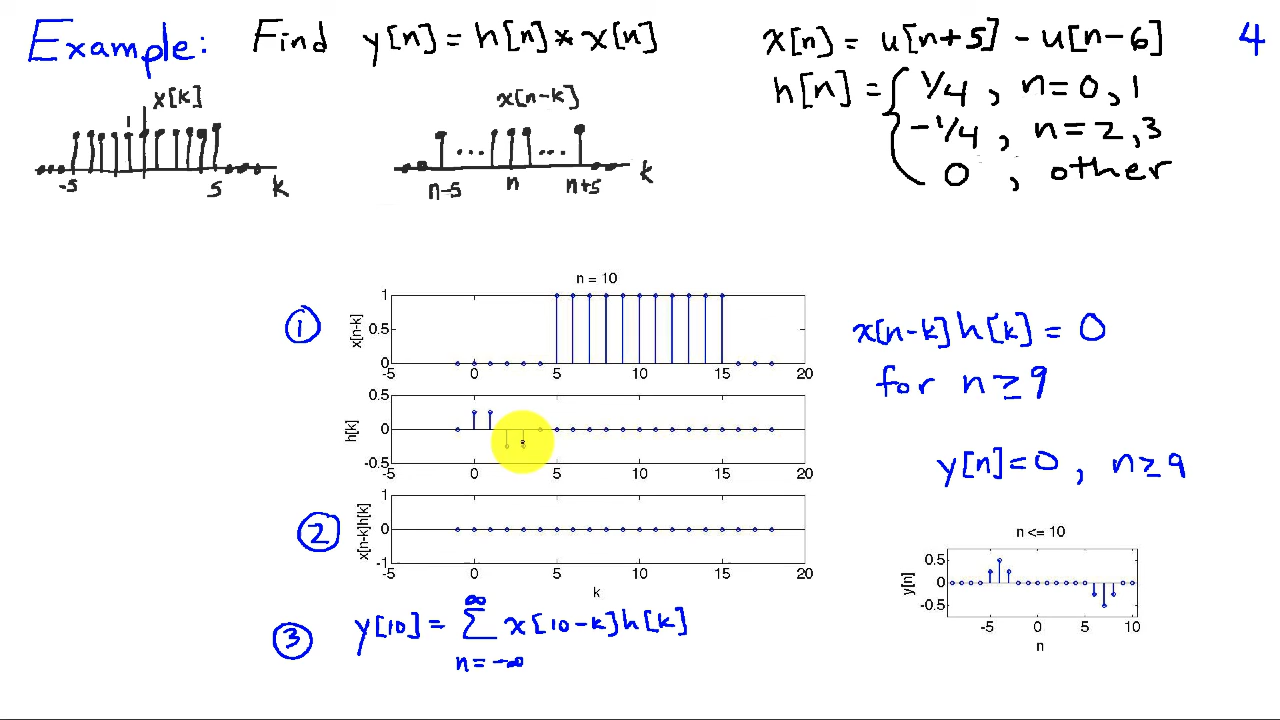 Example: Find y[n] = h[n] * x[n]
x[n] = u[n+5] - u[n-6]
4
h[n] = { 1/4 , n=0,1
-1/4 , n=2,3
0 , other
x[k]
1
-5 5 k
x[n-k]
... ...
n-5 n n+5 k
n = 10
①
x[n-k]
1
0.5
0
-5 0 5 10 15 20
h[k]
0.5
0
-0.5
-5 0 5 10 15 20
②
x[n-k]h[k]
1
0
-1
-5 0 5 10 15 20
k
③ y[10] = ∞ Σ n=-∞ x[10-k]h[k]
x[n-k]h[k] = 0
for n ≥ 9
y[n]=0 , n≥9
n <= 10
y[n]
0.5
0
-0.5
-5 0 5 10
n